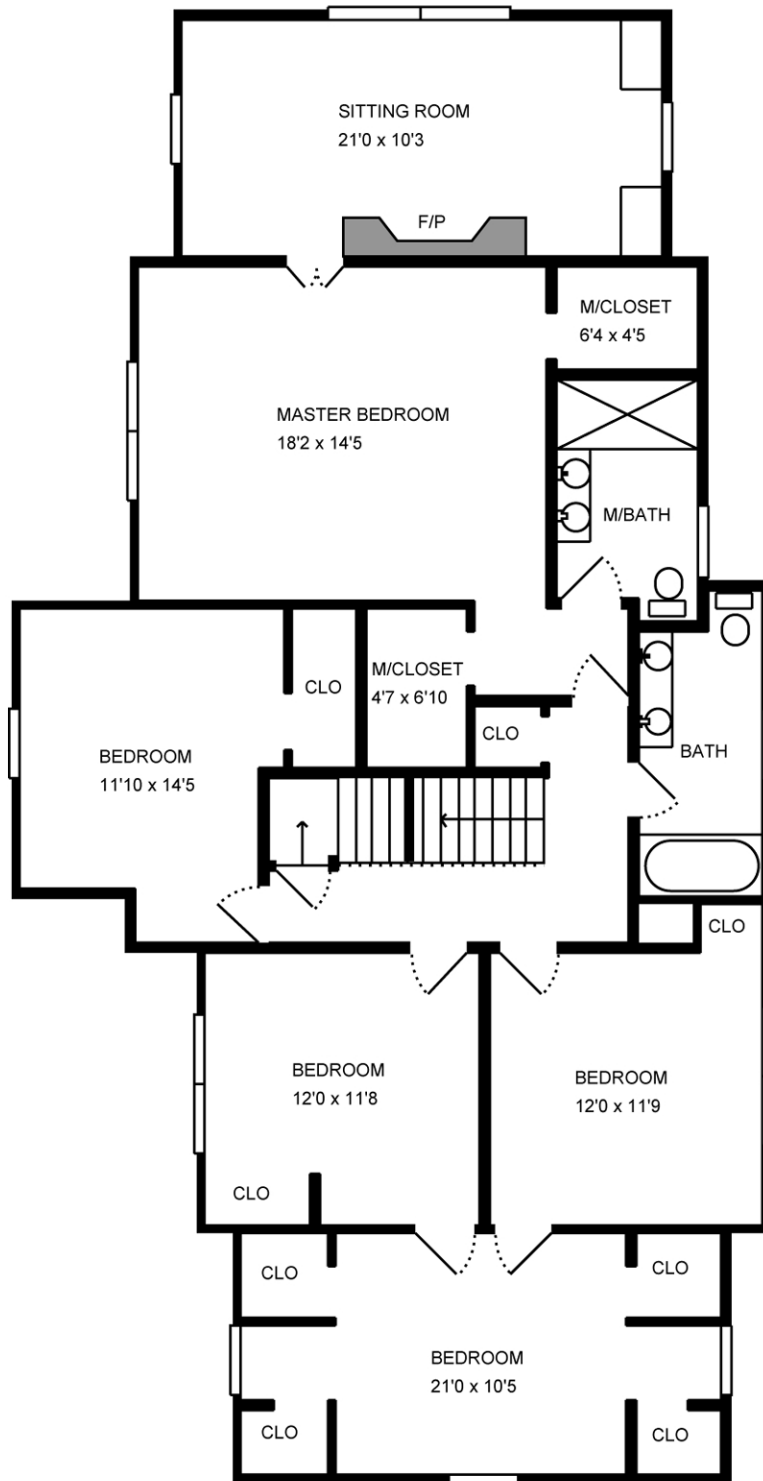 SITTING ROOM
21'0 x 10'3
F/P
M/CLOSET
6'4 x 4'5
MASTER BEDROOM
18'2 x 14'5
M/BATH
M/CLOSET
4'7 x 6'10
CLO
CLO
BEDROOM
11'10 x 14'5
BATH
CLO
BEDROOM
12'0 x 11'8
BEDROOM
12'0 x 11'9
CLO
CLO
CLO
BEDROOM
21'0 x 10'5
CLO
CLO